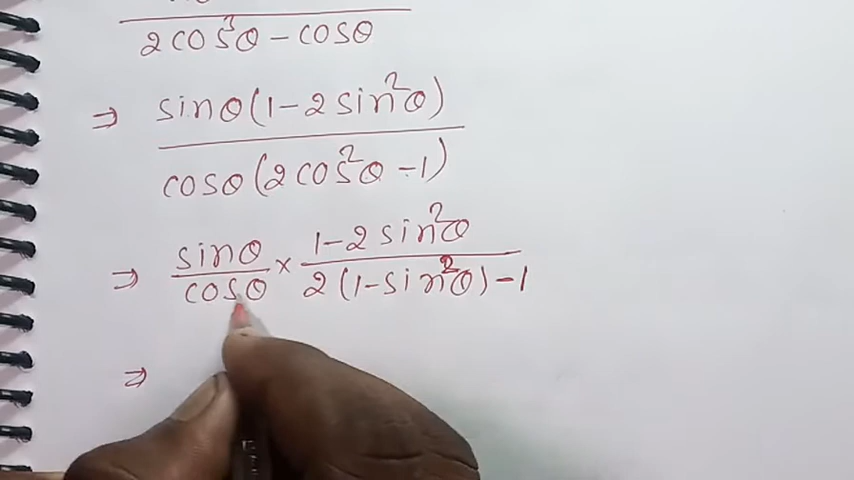 2cos³θ - cosθ
⇒ sinθ(1-2sin²θ)
cosθ(2cos²θ-1)
⇒ sinθ/cosθ × 1-2sin²θ/2(1-sin²θ)-1
⇒